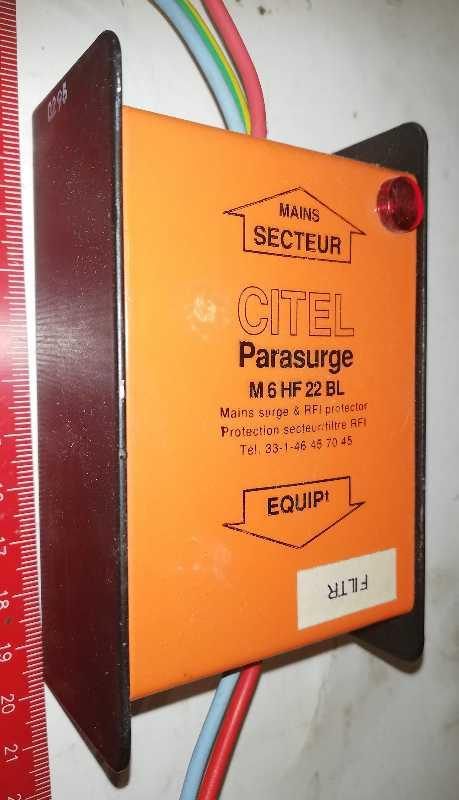 0295
MAINS
SECTEUR
CITEL
Parasurge
M 6 HF 22 BL
Mains surge & RFI protector
Protection secteur/filtre RFI
Tel. 33-1-46 45 70 45
EQUIPt
FILTR
17
18
19
20
21